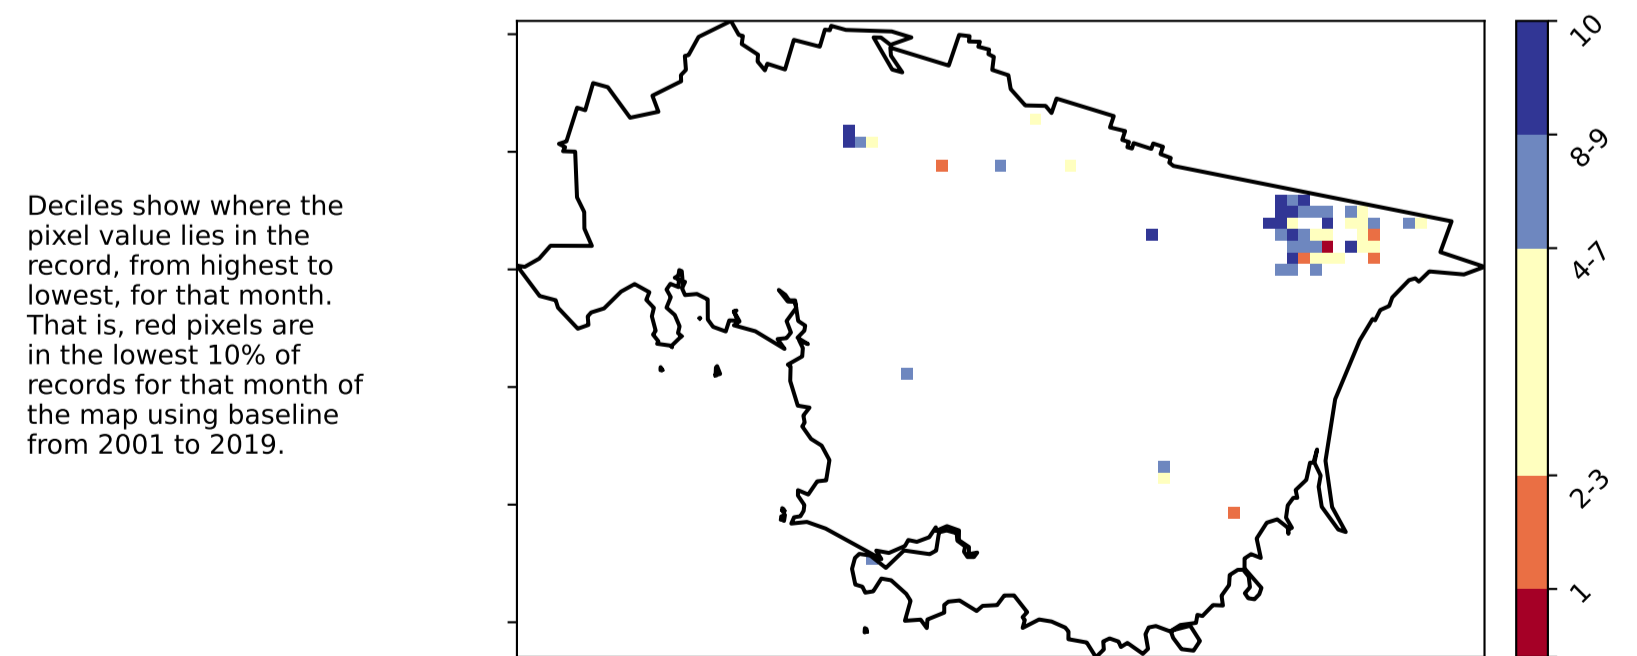 Deciles show where the
pixel value lies in the
record, from highest to
lowest, for that month.
That is, red pixels are
in the lowest 10% of
records for that month of
the map using baseline
from 2001 to 2019.
10
8-9
4-7
2-3
1